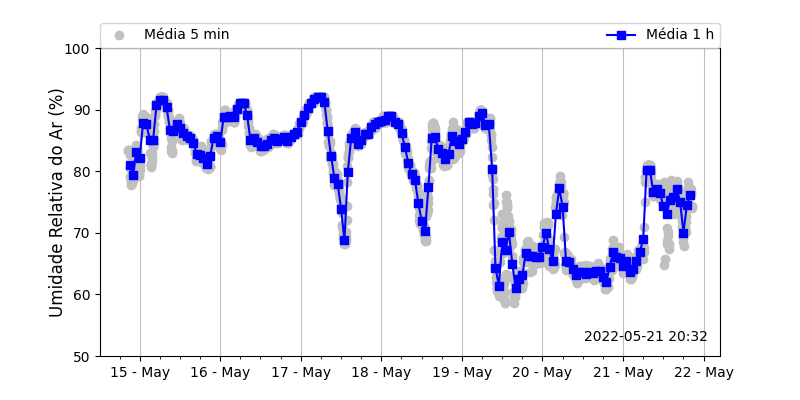 Média 5 min
Média 1 h
Umidade Relativa do Ar (%)
100
90
80
70
60
50
2022-05-21 20:32
15 - May
16 - May
17 - May
18 - May
19 - May
20 - May
21 - May
22 - May